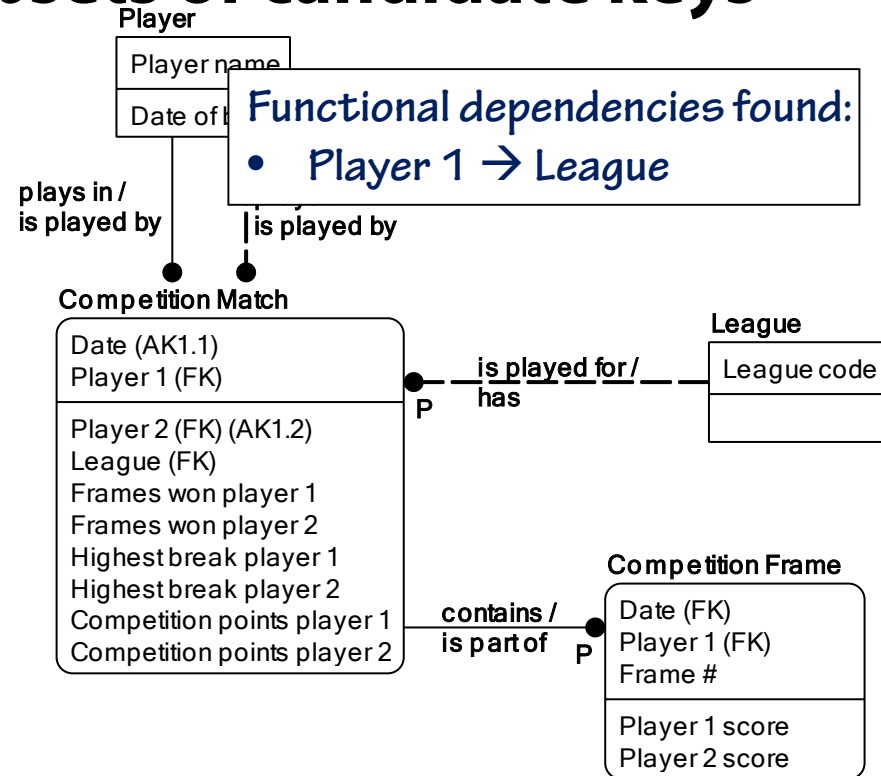 of candidate keys
Player
Player name
Date of
Functional dependencies found:
• Player 1 → League
plays in /
is played by
is played by
Competition Match
Date (AK1.1)
Player 1 (FK)
Player 2 (FK) (AK1.2)
League (FK)
Frames won player 1
Frames won player 2
Highest break player 1
Highest break player 2
Competition points player 1
Competition points player 2
P
is played for /
has
League
League code
contains /
is part of
P
Competition Frame
Date (FK)
Player 1 (FK)
Frame #
Player 1 score
Player 2 score